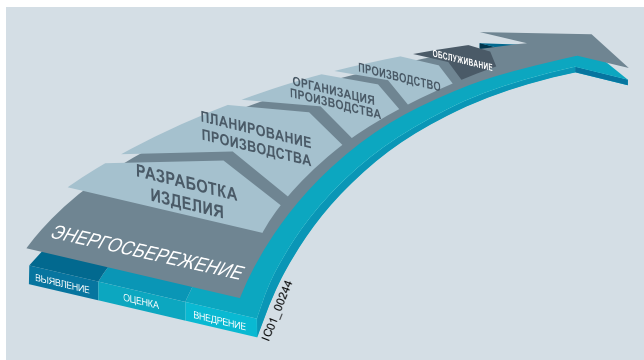 ОБСЛУЖИВАНИЕ
ПРОИЗВОДСТВО
ОРГАНИЗАЦИЯ
ПРОИЗВОДСТВА
ПЛАНИРОВАНИЕ
ПРОИЗВОДСТВА
РАЗРАБОТКА
ИЗДЕЛИЯ
ЭНЕРГОСБЕРЕЖЕНИЕ
ВЫЯВЛЕНИЕ
ОЦЕНКА
ВНЕДРЕНИЕ
IC01_00244